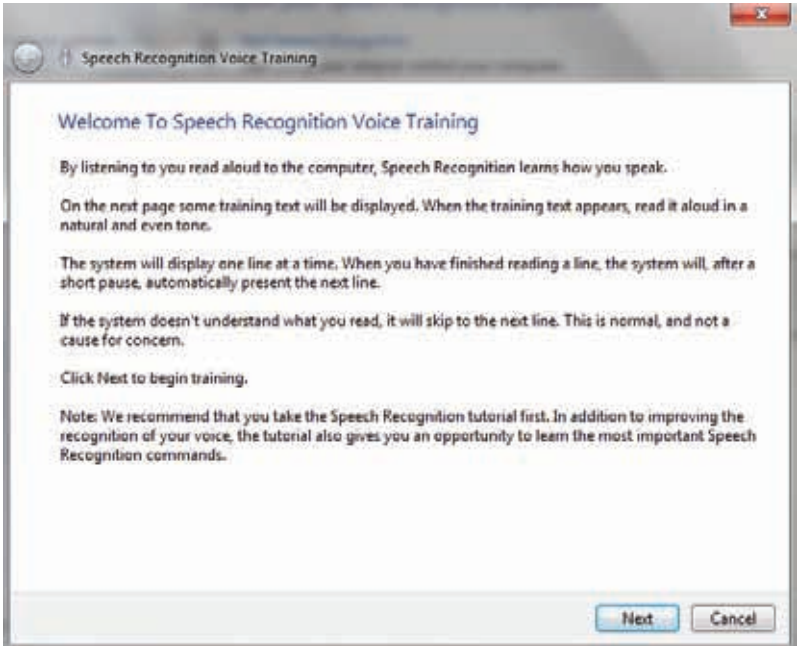 Speech Recognition Voice Training
Welcome To Speech Recognition Voice Training
By listening to you read aloud to the computer, Speech Recognition learns how you speak.
On the next page some training text will be displayed. When the training text appears, read it aloud in a
natural and even tone.
The system will display one line at a time. When you have finished reading a line, the system will, after a
short pause, automatically present the next line.
If the system doesn't understand what you read, it will skip to the next line. This is normal, and not a
cause for concern.
Click Next to begin training.
Note: We recommend that you take the Speech Recognition tutorial first. In addition to improving the
recognition of your voice, the tutorial also gives you an opportunity to learn the most important Speech
Recognition commands.
Next Cancel